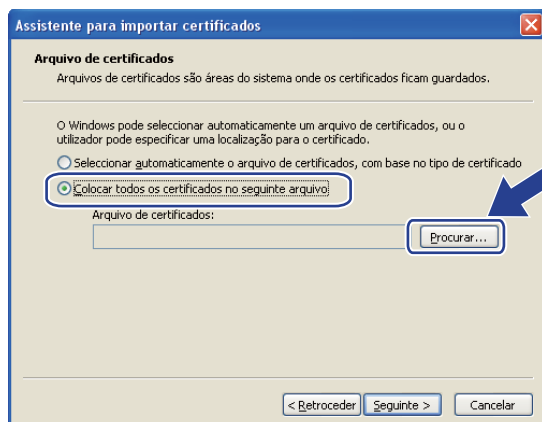 Assistente para importar certificados
Arquivo de certificados
Arquivos de certificados são áreas do sistema onde os certificados ficam guardados.
O Windows pode seleccionar automaticamente um arquivo de certificados, ou o
utilizador pode especificar uma localização para o certificado.
Seleccionar automaticamente o arquivo de certificados, com base no tipo de certificado
Colocar todos os certificados no seguinte arquivo
Arquivo de certificados:
Procurar...
< Retroceder Seguinte > Cancelar